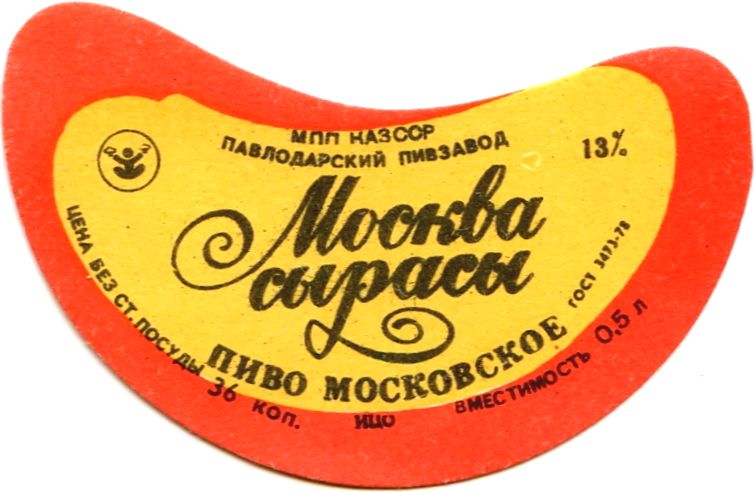 МПП КАЗССР
ПАВЛОДАРСКИЙ ПИВЗАВОД
13%
Москва
сырасы
ГОСТ 3473-78
ПИВО МОСКОВСКОЕ
ЦЕНА БЕЗ СТ. ПОСУДЫ 36 КОП.
ИЦО
ВМЕСТИМОСТЬ 0,5 Л